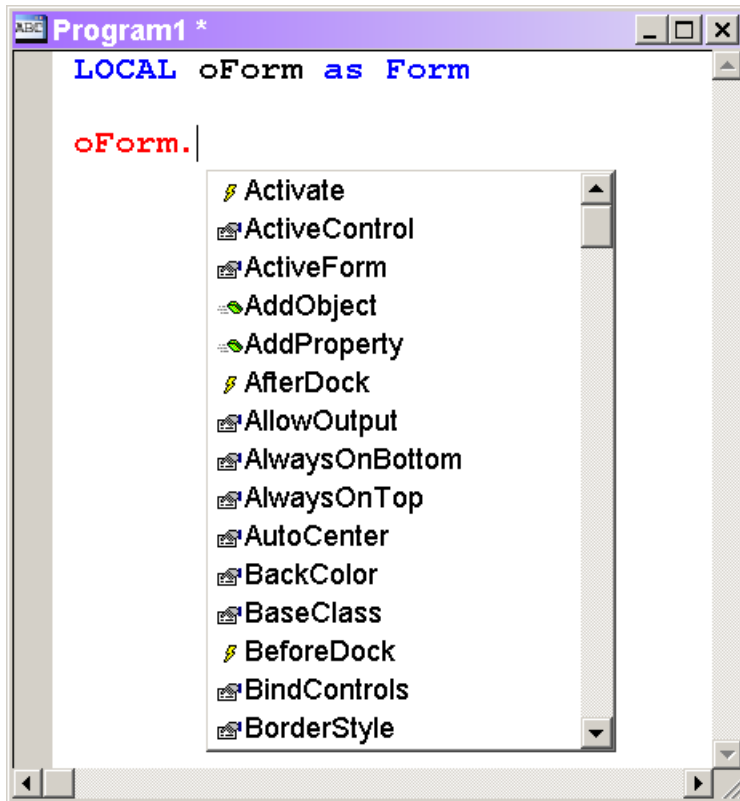 ABC Program1 *
LOCAL oForm as Form
oForm.
Activate
ActiveControl
ActiveForm
AddObject
AddProperty
AfterDock
AllowOutput
AlwaysOnBottom
AlwaysOnTop
AutoCenter
BackColor
BaseClass
BeforeDock
BindControls
BorderStyle